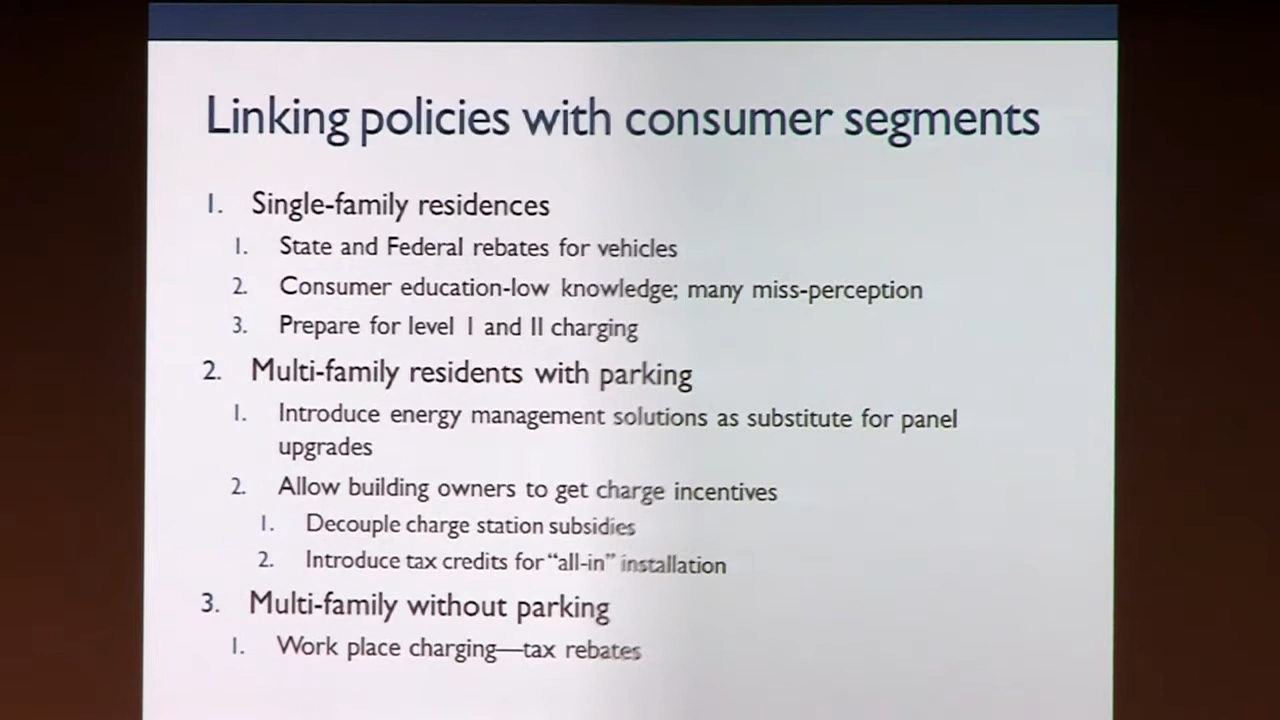 Linking policies with consumer segments
1. Single-family residences
1. State and Federal rebates for vehicles
2. Consumer education-low knowledge; many miss-perception
3. Prepare for level I and II charging
2. Multi-family residents with parking
1. Introduce energy management solutions as substitute for panel
upgrades
2. Allow building owners to get charge incentives
1. Decouple charge station subsidies
2. Introduce tax credits for “all-in” installation
3. Multi-family without parking
1. Work place charging—tax rebates